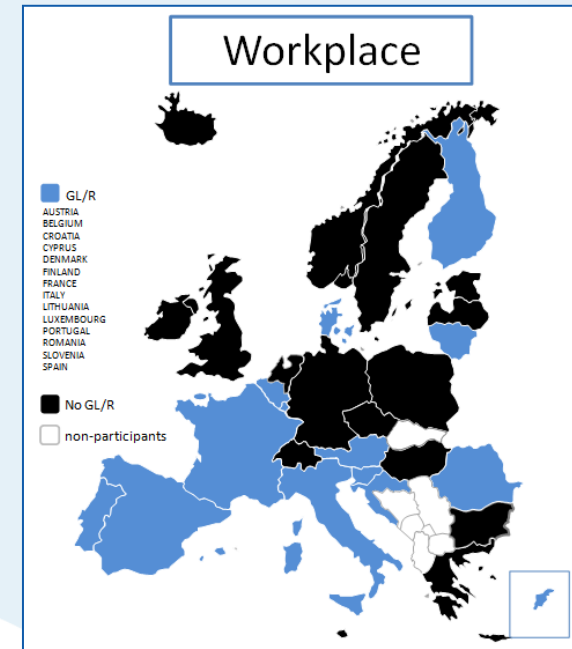 Workplace
GL/R
AUSTRIA
BELGIUM
CROATIA
CYPRUS
DENMARK
FINLAND
FRANCE
ITALY
LITHUANIA
LUXEMBOURG
PORTUGAL
ROMANIA
SLOVENIA
SPAIN
No GL/R
non-participants